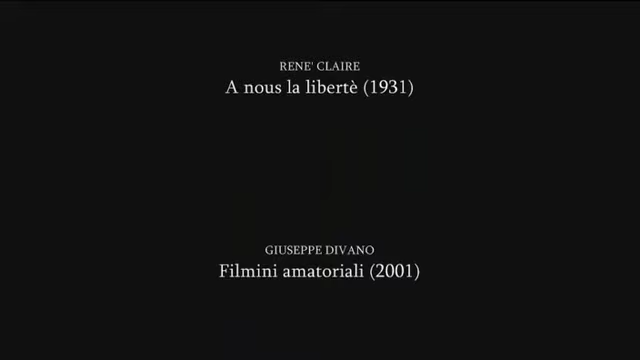 RENE' CLAIRE
A nous la libertè (1931)
GIUSEPPE DIVANO
Filmini amatoriali (2001)